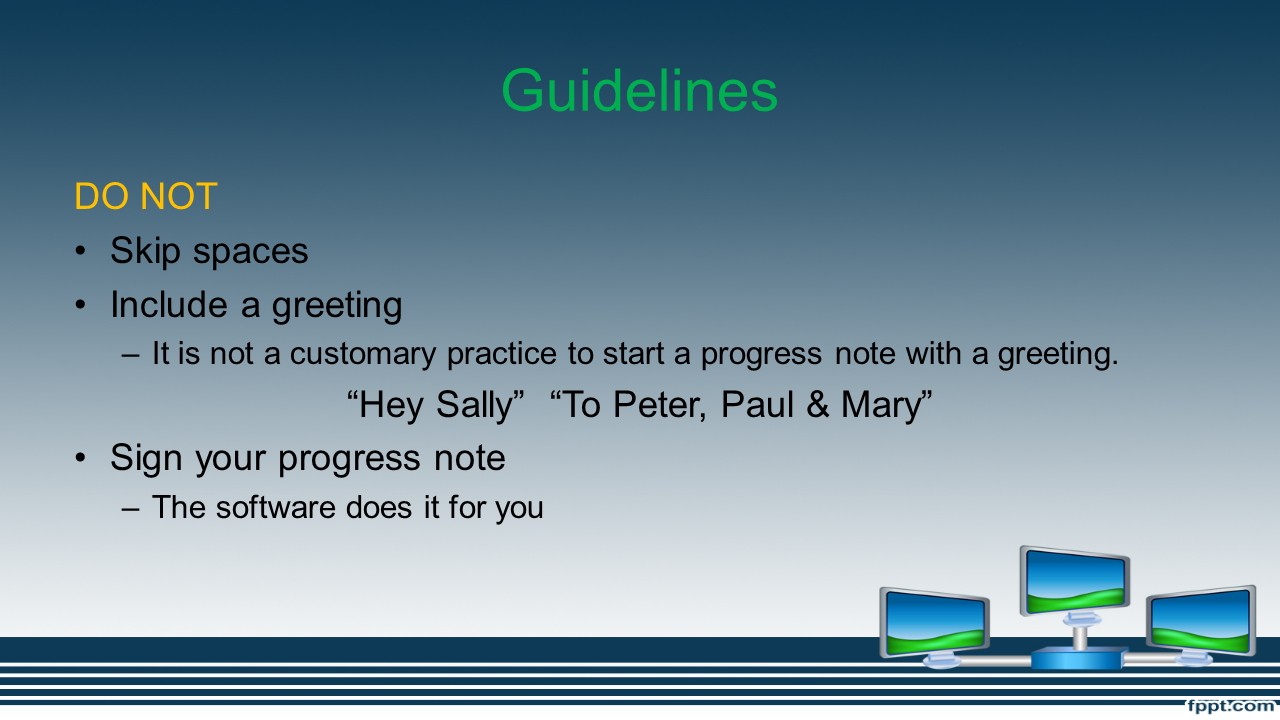 Guidelines
DO NOT
• Skip spaces
• Include a greeting
– It is not a customary practice to start a progress note with a greeting.
“Hey Sally” “To Peter, Paul & Mary”
• Sign your progress note
– The software does it for you
fppt.com